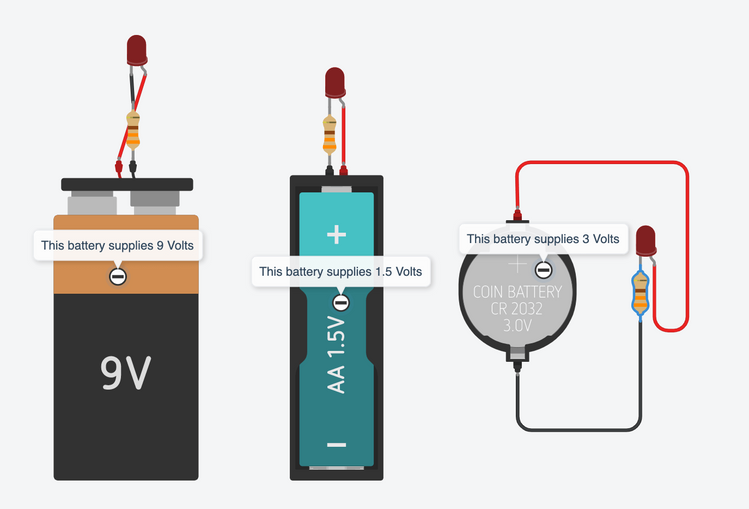 This battery supplies 9 Volts
9V
This battery supplies 1.5 Volts
+
AA 1.5V
−
This battery supplies 3 Volts
+
COIN BATTERY
CR 2032
3.0V